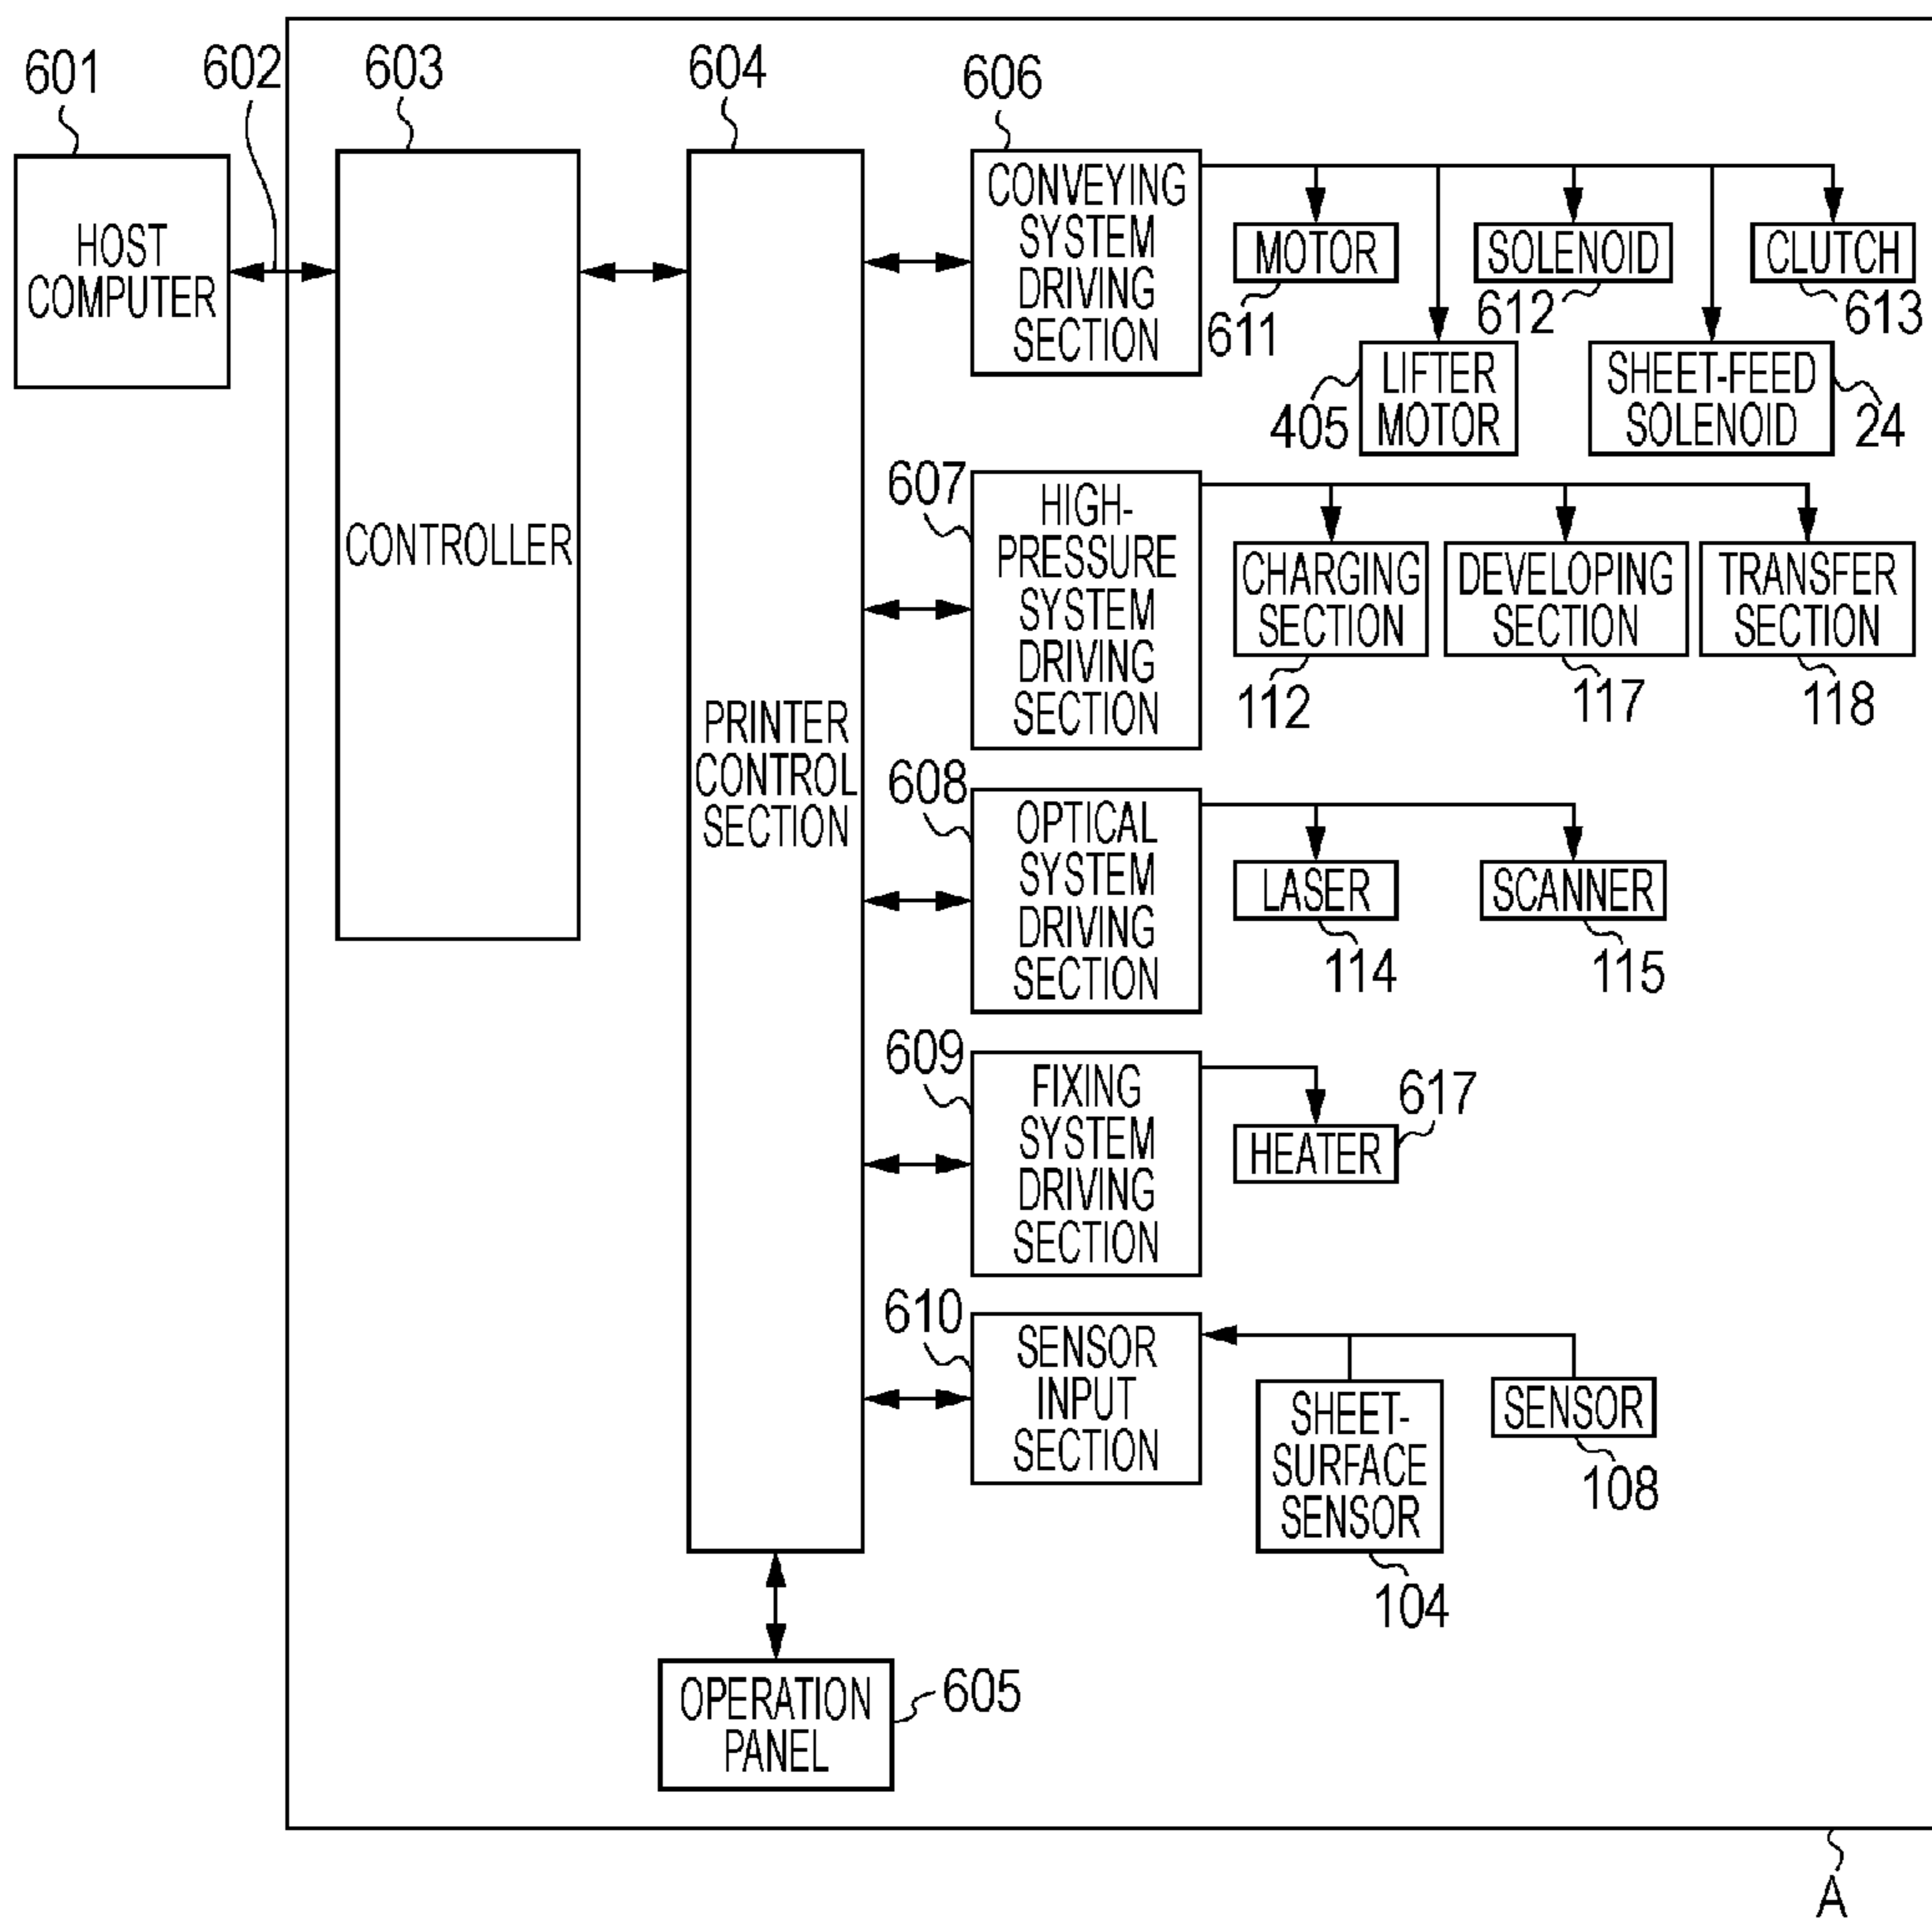 601
602
603
604
606
HOST
COMPUTER
CONTROLLER
PRINTER
CONTROL
SECTION
CONVEYING
SYSTEM
DRIVING
SECTION
MOTOR
611
SOLENOID
612
CLUTCH
613
405
LIFTER
MOTOR
SHEET-FEED
SOLENOID
24
607
HIGH-
PRESSURE
SYSTEM
DRIVING
SECTION
CHARGING
SECTION
112
DEVELOPING
SECTION
117
TRANSFER
SECTION
118
608
OPTICAL
SYSTEM
DRIVING
SECTION
LASER
114
SCANNER
115
609
FIXING
SYSTEM
DRIVING
SECTION
HEATER
617
610
SENSOR
INPUT
SECTION
SHEET-
SURFACE
SENSOR
104
SENSOR
108
OPERATION
PANEL
605
A